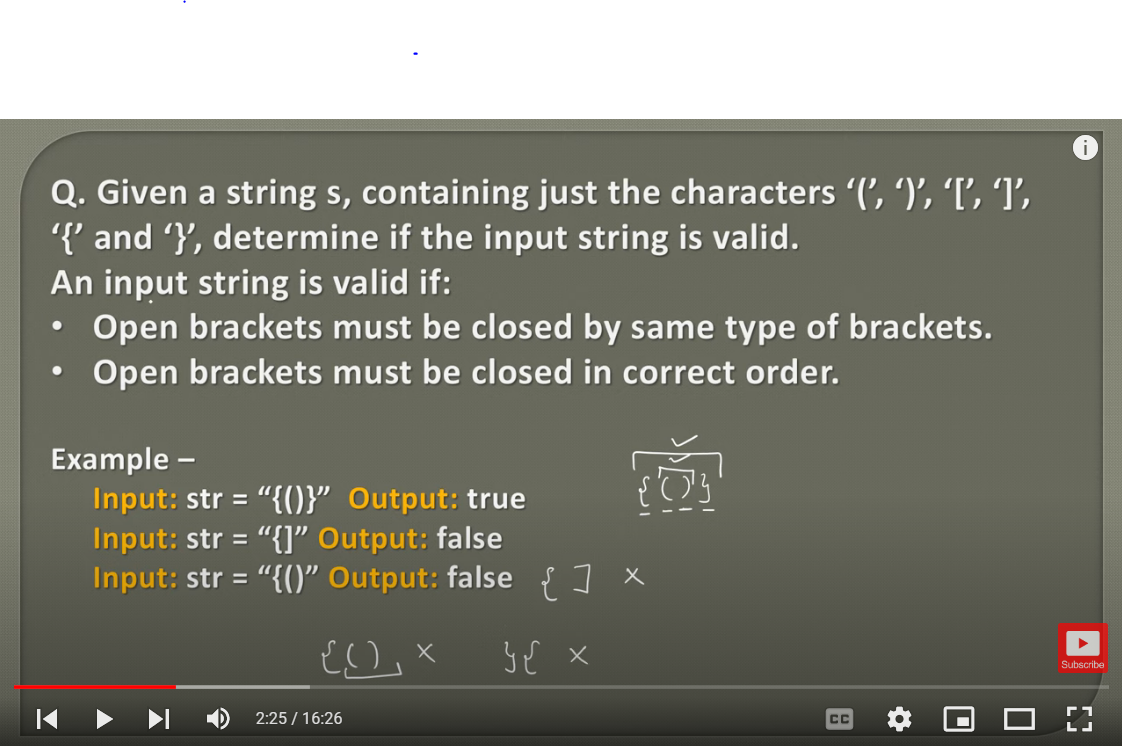 Q. Given a string s, containing just the characters ‘(’, ‘)’, ‘[’, ‘]’,
‘{’ and ‘}’, determine if the input string is valid.
An input string is valid if:
• Open brackets must be closed by same type of brackets.
• Open brackets must be closed in correct order.
Example –
Input: str = “{()}” Output: true
{()}
Input: str = “{]” Output: false
Input: str = “{()” Output: false
{ ] ×
{() ×
}{ ×
Subscribe
2:25 / 16:26
CC